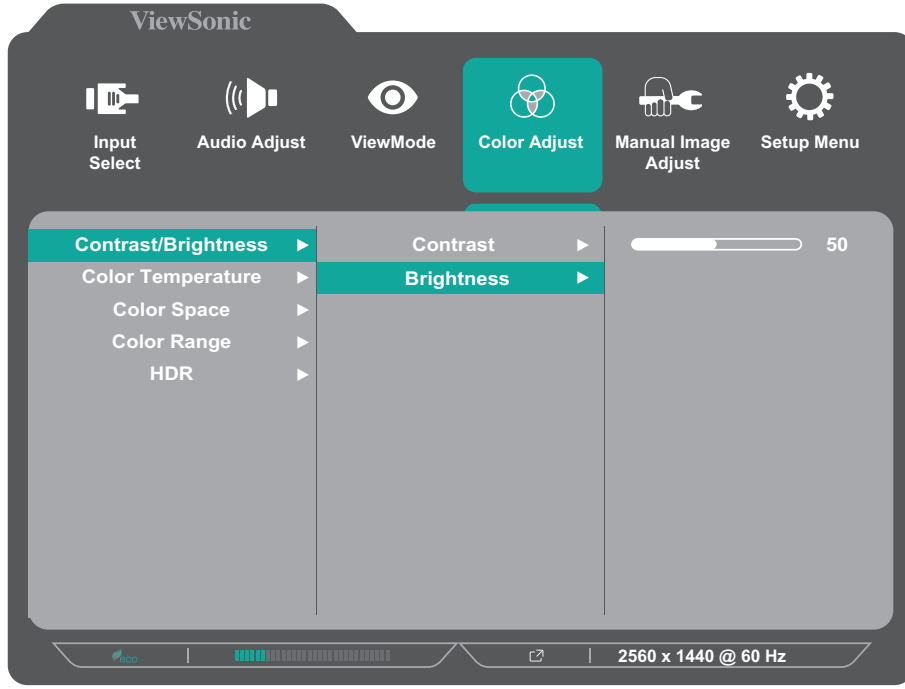 ViewSonic
Input
Select
Audio Adjust
ViewMode
Color Adjust
Manual Image
Adjust
Setup Menu
Contrast/Brightness
Contrast
50
Color Temperature
Brightness
Color Space
Color Range
HDR
eco
2560 x 1440 @ 60 Hz